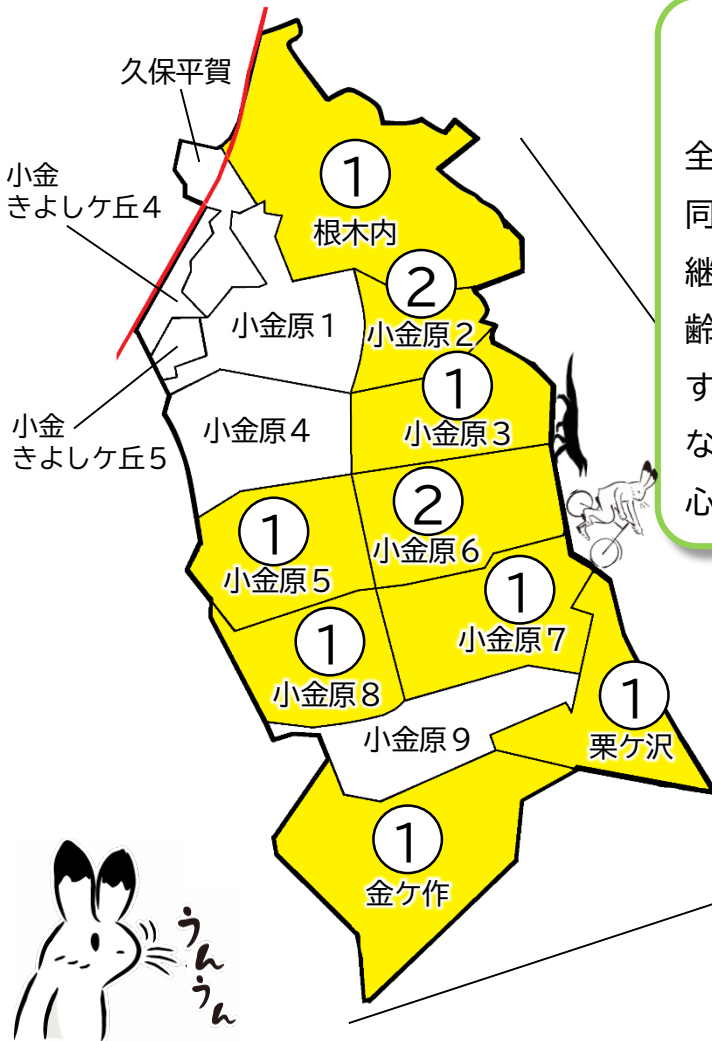 久保平賀
小金
きよしケ丘4
①
根木内
②
小金原2
小金原1
①
小金原3
小金原4
小金
きよしケ丘5
②
小金原6
①
小金原5
①
小金原7
①
小金原8
①
栗ケ沢
小金原9
①
金ケ作
うんうん
全
同
継
齢
す
な
心